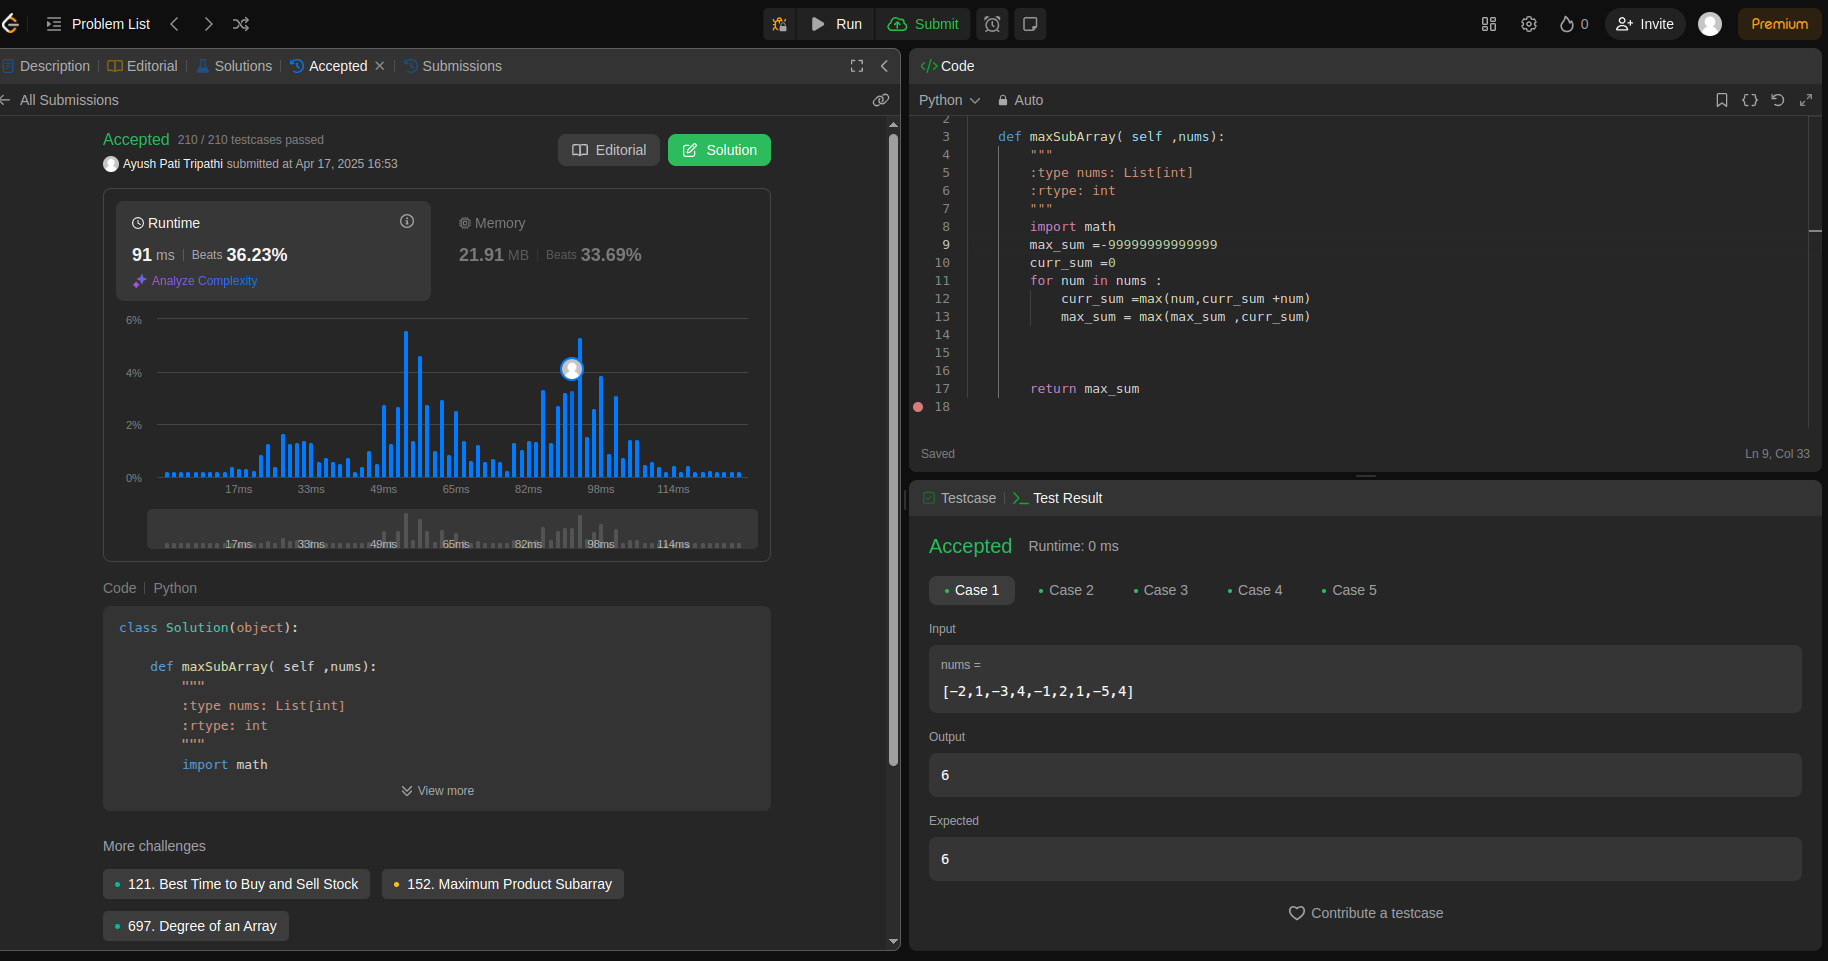 Problem List
Run
Submit
0
Invite
Premium
Description
Editorial
Solutions
Accepted
Submissions
All Submissions
Accepted 210 / 210 testcases passed
Ayush Pati Tripathi submitted at Apr 17, 2025 16:53
Editorial
Solution
Runtime
91 ms
Beats 36.23%
Analyze Complexity
Memory
21.91 MB
Beats 33.69%
6%
4%
2%
0%
17ms 33ms 49ms 65ms 82ms 98ms 114ms
17ms 33ms 49ms 65ms 82ms 98ms 114ms
Code
Python
class Solution(object):
def maxSubArray( self ,nums):
"""
:type nums: List[int]
:rtype: int
"""
import math
View more
More challenges
121. Best Time to Buy and Sell Stock
152. Maximum Product Subarray
697. Degree of an Array
Code
Python
Auto
2
3 def maxSubArray( self ,nums):
4 """
5 :type nums: List[int]
6 :rtype: int
7 """
8 import math
9 max_sum =-99999999999999
10 curr_sum =0
11 for num in nums :
12 curr_sum =max(num,curr_sum +num)
13 max_sum = max(max_sum ,curr_sum)
14
15
16
17 return max_sum
18
Saved
Ln 9, Col 33
Testcase
>_ Test Result
Accepted Runtime: 0 ms
Case 1
Case 2
Case 3
Case 4
Case 5
Input
nums =
[-2,1,-3,4,-1,2,1,-5,4]
Output
6
Expected
6
Contribute a testcase